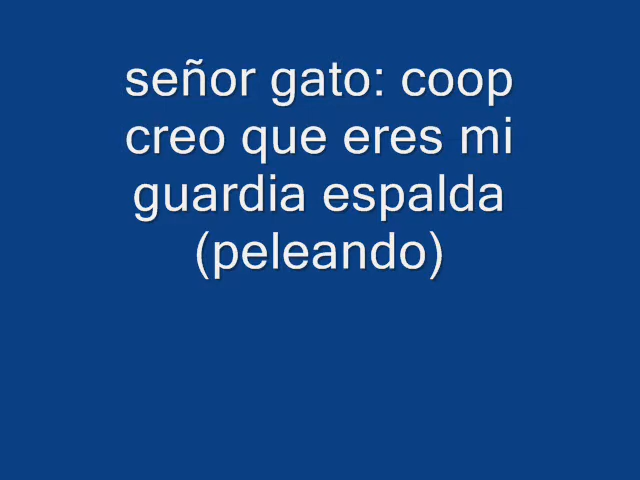 señor gato: coop
creo que eres mi
guardia espalda
(peleando)